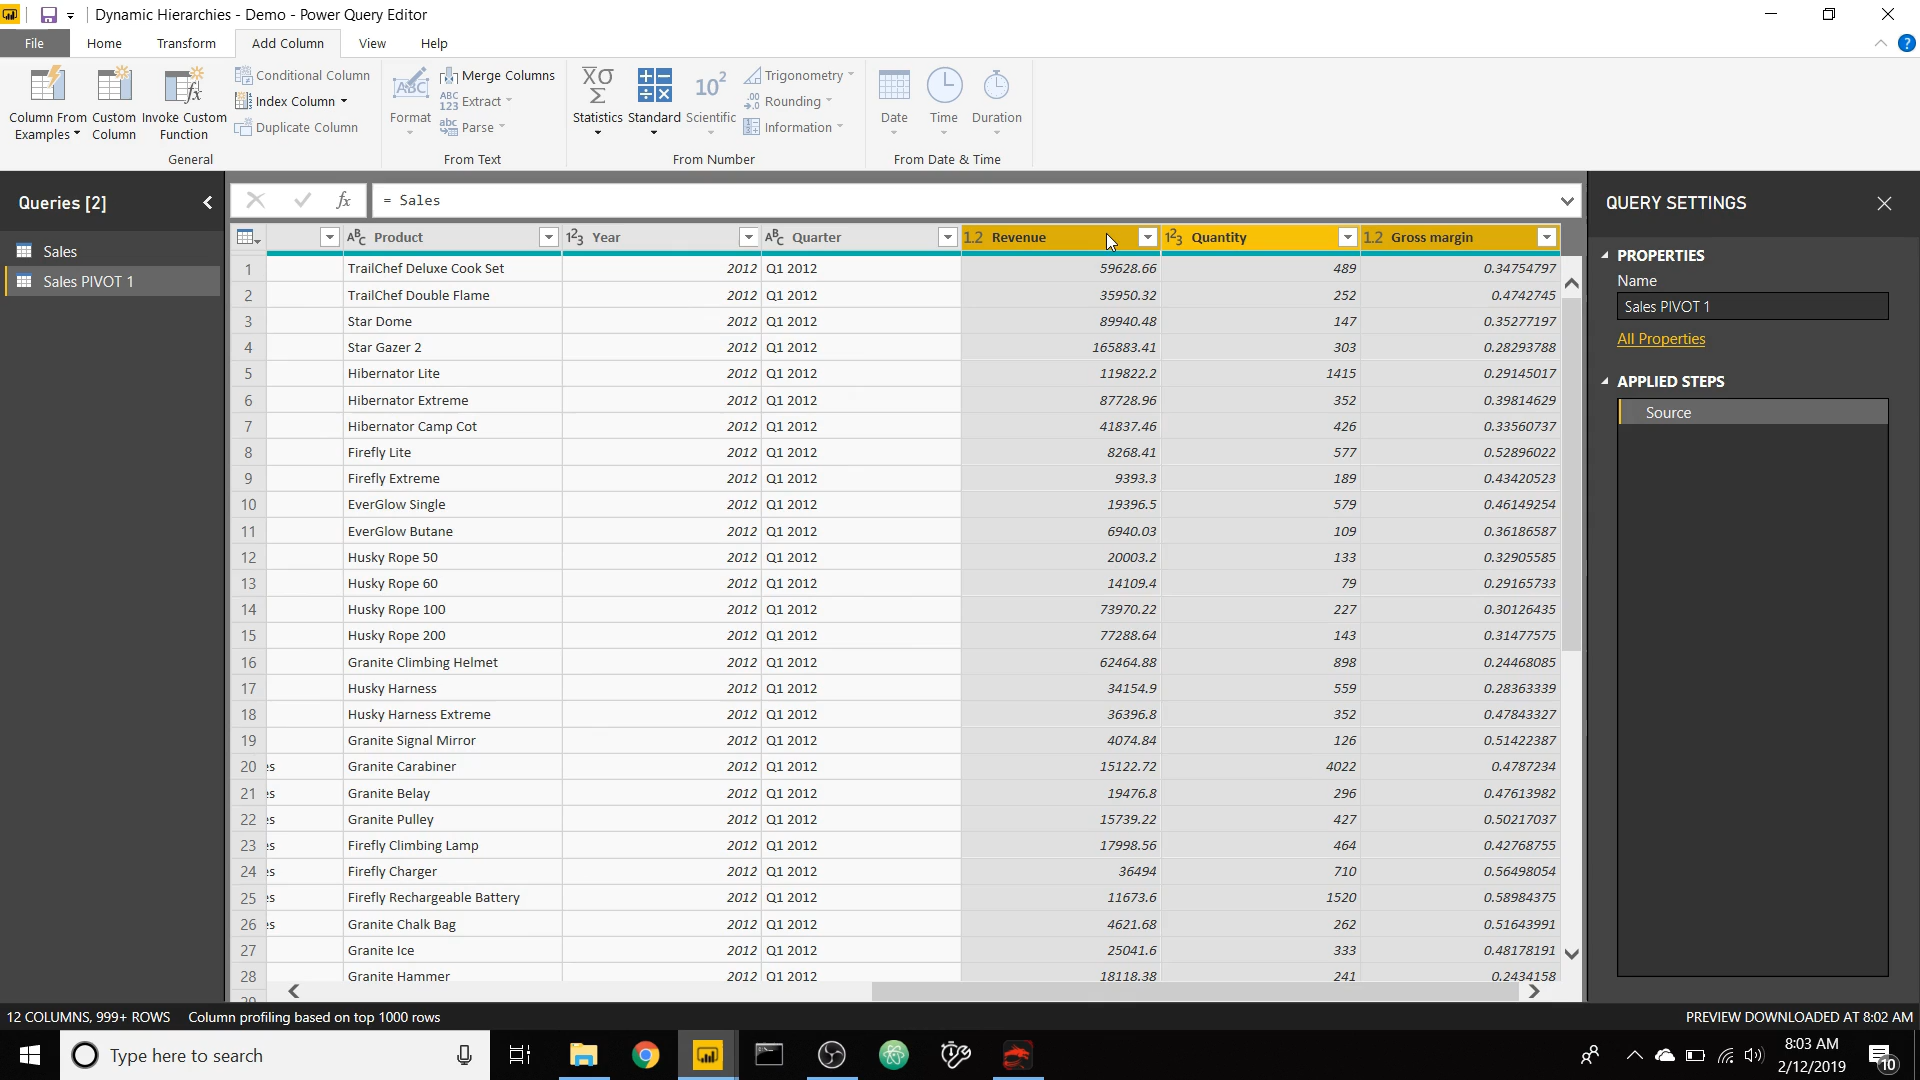 Dynamic Hierarchies - Demo - Power Query Editor
File Home Transform Add Column View Help
Column From Examples
Custom Column
Invoke Custom Function
Conditional Column
Index Column
Duplicate Column
General
Format
Merge Columns
Extract
Parse
From Text
Statistics
Standard
Scientific
Trigonometry
Rounding
Information
From Number
Date
Time
Duration
From Date & Time
Queries [2]
Sales
Sales PIVOT 1
fx = Sales
ABC Product 123 Year ABC Quarter 1.2 Revenue 123 Quantity 1.2 Gross margin
1 TrailChef Deluxe Cook Set 2012 Q1 2012 59628.66 489 0.34754797
2 TrailChef Double Flame 2012 Q1 2012 35950.32 252 0.4742745
3 Star Dome 2012 Q1 2012 89940.48 147 0.35277197
4 Star Gazer 2 2012 Q1 2012 165883.41 303 0.28293788
5 Hibernator Lite 2012 Q1 2012 119822.2 1415 0.29145017
6 Hibernator Extreme 2012 Q1 2012 87728.96 352 0.39814629
7 Hibernator Camp Cot 2012 Q1 2012 41837.46 426 0.33560737
8 Firefly Lite 2012 Q1 2012 8268.41 577 0.52896022
9 Firefly Extreme 2012 Q1 2012 9393.3 189 0.43420523
10 EverGlow Single 2012 Q1 2012 19396.5 579 0.46149254
11 EverGlow Butane 2012 Q1 2012 6940.03 109 0.36186587
12 Husky Rope 50 2012 Q1 2012 20003.2 133 0.32905585
13 Husky Rope 60 2012 Q1 2012 14109.4 79 0.29165733
14 Husky Rope 100 2012 Q1 2012 73970.22 227 0.30126435
15 Husky Rope 200 2012 Q1 2012 77288.64 143 0.31477575
16 Granite Climbing Helmet 2012 Q1 2012 62464.88 898 0.24468085
17 Husky Harness 2012 Q1 2012 34154.9 559 0.28363339
18 Husky Harness Extreme 2012 Q1 2012 36396.8 352 0.47843327
19 Granite Signal Mirror 2012 Q1 2012 4074.84 126 0.51422387
20 es Granite Carabiner 2012 Q1 2012 15122.72 4022 0.4787234
21 es Granite Belay 2012 Q1 2012 19476.8 296 0.47613982
22 es Granite Pulley 2012 Q1 2012 15739.22 427 0.50217037
23 es Firefly Climbing Lamp 2012 Q1 2012 17998.56 464 0.42768755
24 es Firefly Charger 2012 Q1 2012 36494 710 0.56498054
25 es Firefly Rechargeable Battery 2012 Q1 2012 11673.6 1520 0.58984375
26 es Granite Chalk Bag 2012 Q1 2012 4621.68 262 0.51643991
27 Granite Ice 2012 Q1 2012 25041.6 333 0.48178191
28 Granite Hammer 2012 Q1 2012 18118.38 241 0.2434158
29
QUERY SETTINGS
PROPERTIES
Name
Sales PIVOT 1
All Properties
APPLIED STEPS
Source
12 COLUMNS, 999+ ROWS Column profiling based on top 1000 rows PREVIEW DOWNLOADED AT 8:02 AM
Type here to search
8:03 AM
2/12/2019
10